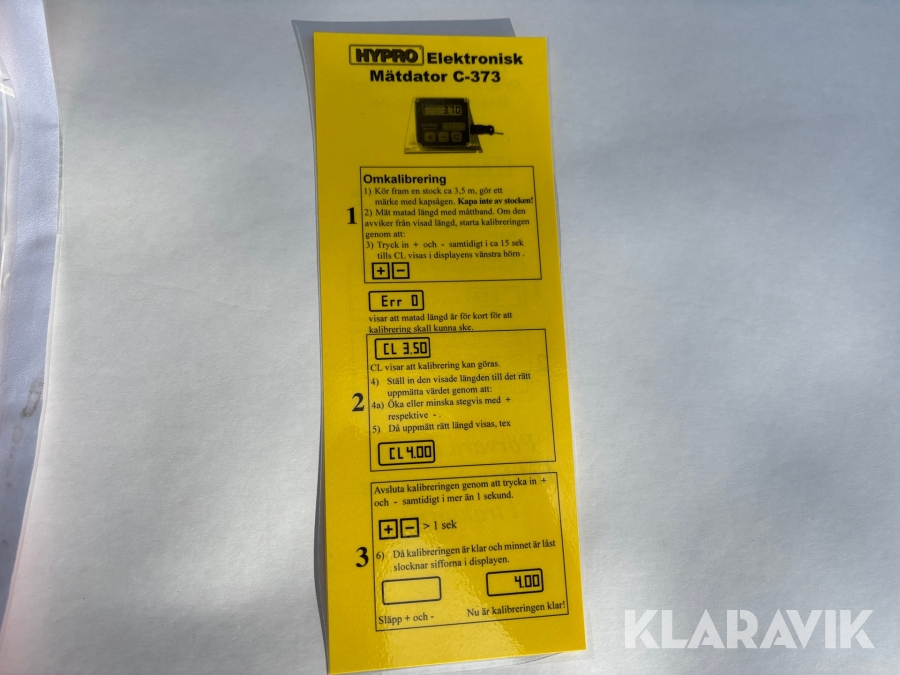 HYPRO Elektronisk
Mätdator C-373
3.70
Omkalibrering
1) Kör fram en stock ca 3,5 m, gör ett
märke med kapsågen. Kapa inte av stocken!
1
2) Mät matad längd med måttband. Om den
avviker från visad längd, starta kalibreringen
genom att:
3) Tryck in + och - samtidigt i ca 15 sek
tills CL visas i displayens vänstra hörn .
+ -
Err 0
visar att matad längd är för kort för att
kalibrering skall kunna ske.
CL 3.50
CL visar att kalibrering kan göras.
4) Ställ in den visade längden till det rätt
uppmätta värdet genom att:
2
4a) Öka eller minska stegvis med +
respektive - .
5) Då uppmätt rätt längd visas, tex
CL 4.00
Avsluta kalibreringen genom att trycka in +
och - samtidigt i mer än 1 sekund.
+ - > 1 sek
3
6) Då kalibreringen är klar och minnet är låst
slocknar sifforna i displayen.
4.00
Släpp + och - Nu är kalibreringen klar!
KLARAVIK